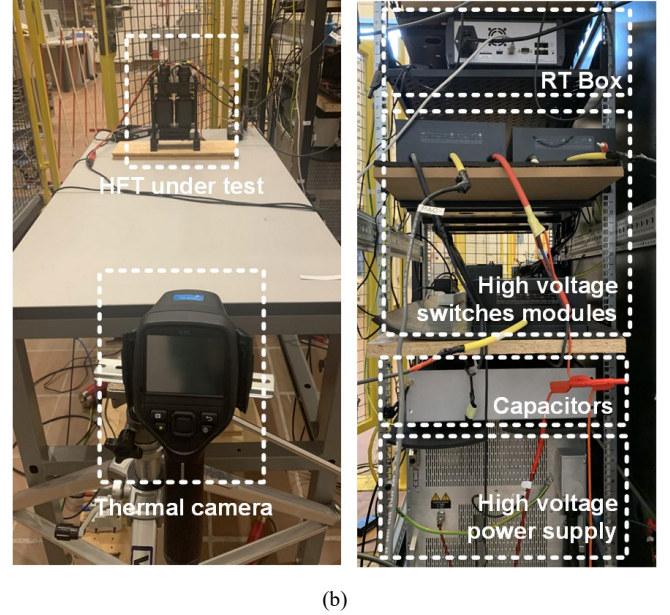 HFT under test
Thermal camera
RT Box
High voltage
switches modules
Capacitors
High voltage
power supply
(b)